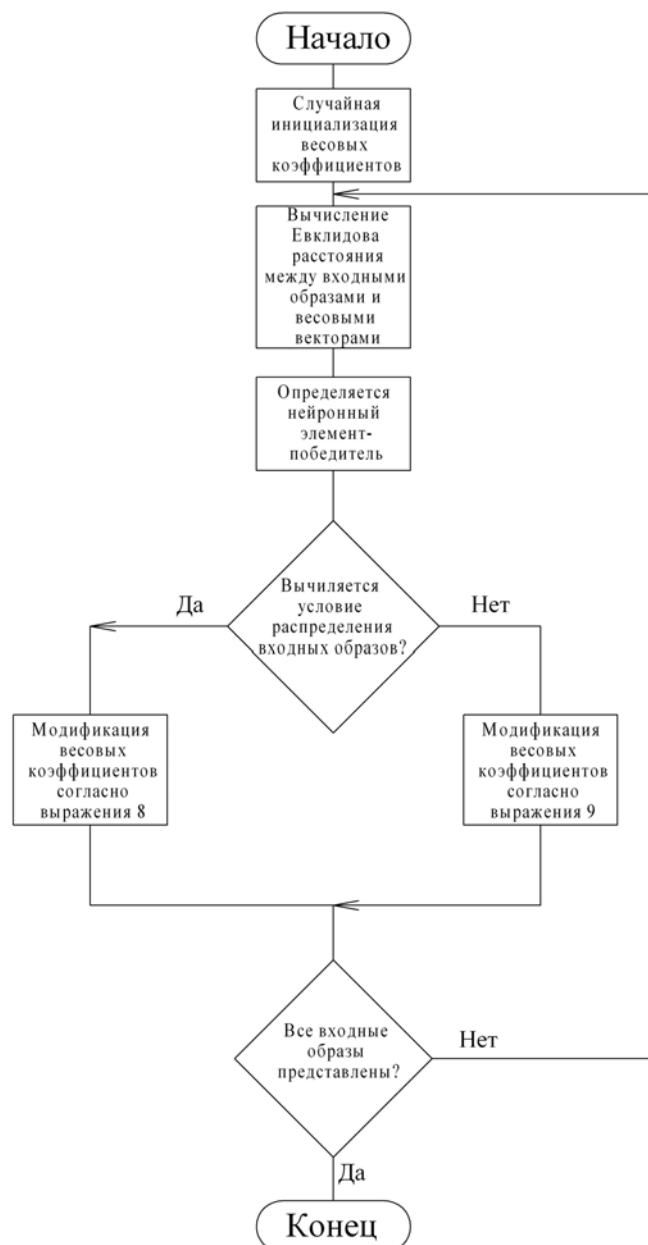 Начало
Случайная
инициализация
весовых
коэффициентов
Вычисление
Евклидова
расстояния
между входными
образами и
весовыми
векторами
Определяется
нейронный
элемент-
победитель
Вычиляется
условие
распределения
входных образов?
Да
Нет
Модификация
весовых
коэффициентов
согласно
выражения 8
Модификация
весовых
коэффициентов
согласно
выражения 9
Все входные
образы
представлены?
Нет
Да
Конец